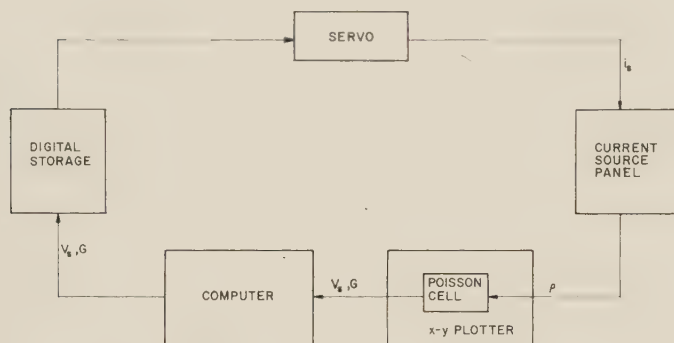 SERVO
i_s
DIGITAL
STORAGE
CURRENT
SOURCE
PANEL
V_s,G
COMPUTER
V_s,G
POISSON
CELL
ρ
x-y PLOTTER